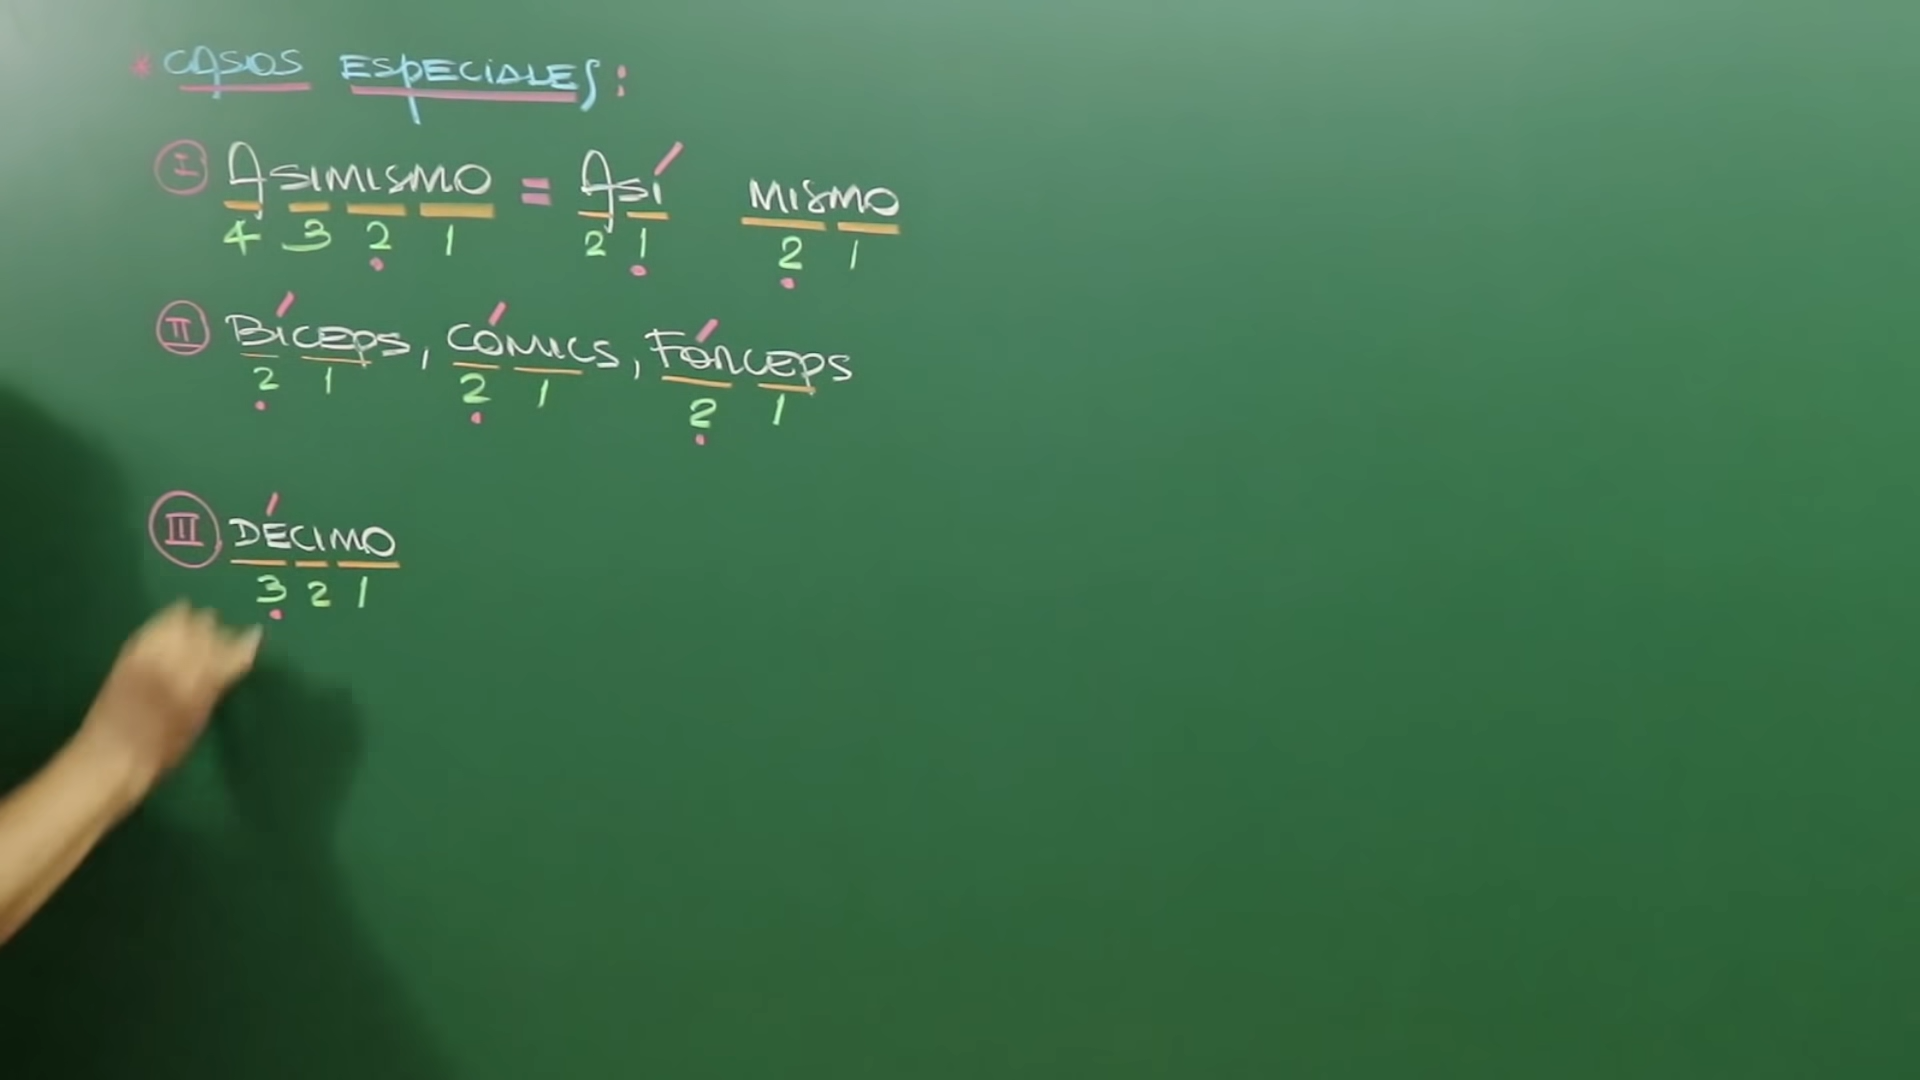 * CASOS ESPECIALES:
I ASIMISMO = ASÍ MISMO
4 3 2 1 2 1 2 1
II BÍCEPS, CÓMICS, FÓRCEPS
2 1 2 1 2 1
III DÉCIMO
3 2 1